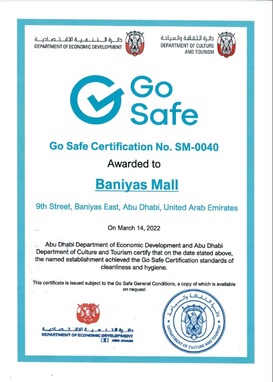 دائرة التنمية الاقتصادية
DEPARTMENT OF ECONOMIC DEVELOPMENT
دائرة الثقافة والسياحة
DEPARTMENT OF CULTURE
AND TOURISM
Go
Safe
Go Safe Certification No. SM-0040
Awarded to
Baniyas Mall
9th Street, Baniyas East, Abu Dhabi, United Arab Emirates
On March 14, 2022
Abu Dhabi Department of Economic Development and Abu Dhabi
Department of Culture and Tourism certify that on the date stated above,
the named establishment achieved the Go Safe Certification standards of
cleanliness and hygiene.
This certificate is issued subject to the Go Safe General Conditions, a copy of which is available
on request
DEPARTMENT OF ECONOMIC DEVELOPMENT
ABU DHABI
دائرة الثقافة والسياحة
DEPARTMENT OF CULTURE AND TOURISM